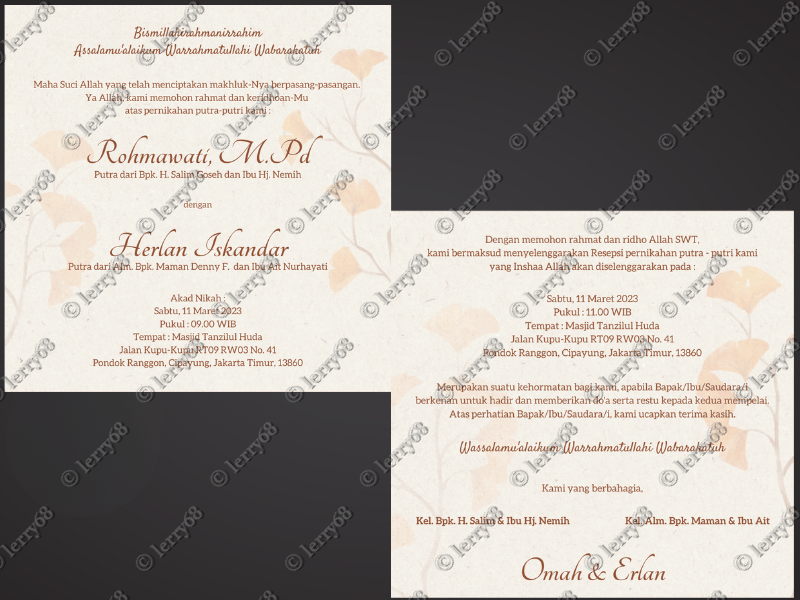 Bismillahirahmanirrahim
Assalamu'alaikum Warrahmatullahi Wabarakatuh
Maha Suci Allah yang telah menciptakan makhluk-Nya berpasang-pasangan.
Ya Allah, kami memohon rahmat dan keridhoan-Mu
atas pernikahan putra-putri kami :
Rohmawati, M.Pd
Putra dari Bpk. H. Salim Goseh dan Ibu Hj. Nemih
dengan
Herlan Iskandar
Putra dari Alm. Bpk. Maman Denny F. dan Ibu Ait Nurhayati
Akad Nikah :
Sabtu, 11 Maret 2023
Pukul : 09.00 WIB
Tempat : Masjid Tanzilul Huda
Jalan Kupu-Kupu RT09 RW03 No. 41
Pondok Ranggon, Cipayung, Jakarta Timur, 13860
Dengan memohon rahmat dan ridho Allah SWT,
kami bermaksud menyelenggarakan Resepsi pernikahan putra - putri kami
yang Inshaa Allah akan diselenggarakan pada :
Sabtu, 11 Maret 2023
Pukul : 11.00 WIB
Tempat : Masjid Tanzilul Huda
Jalan Kupu-Kupu RT09 RW03 No. 41
Pondok Ranggon, Cipayung, Jakarta Timur, 13860
Merupakan suatu kehormatan bagi kami, apabila Bapak/Ibu/Saudara/i
berkenan untuk hadir dan memberikan do'a serta restu kepada kedua mempelai.
Atas perhatian Bapak/Ibu/Saudara/i, kami ucapkan terima kasih.
Wassalamu'alaikum Warrahmatullahi Wabarakatuh
Kami yang berbahagia,
Kel. Bpk. H. Salim & Ibu Hj. Nemih
Kel. Alm. Bpk. Maman & Ibu Ait
Omah & Erlan
© lerry68